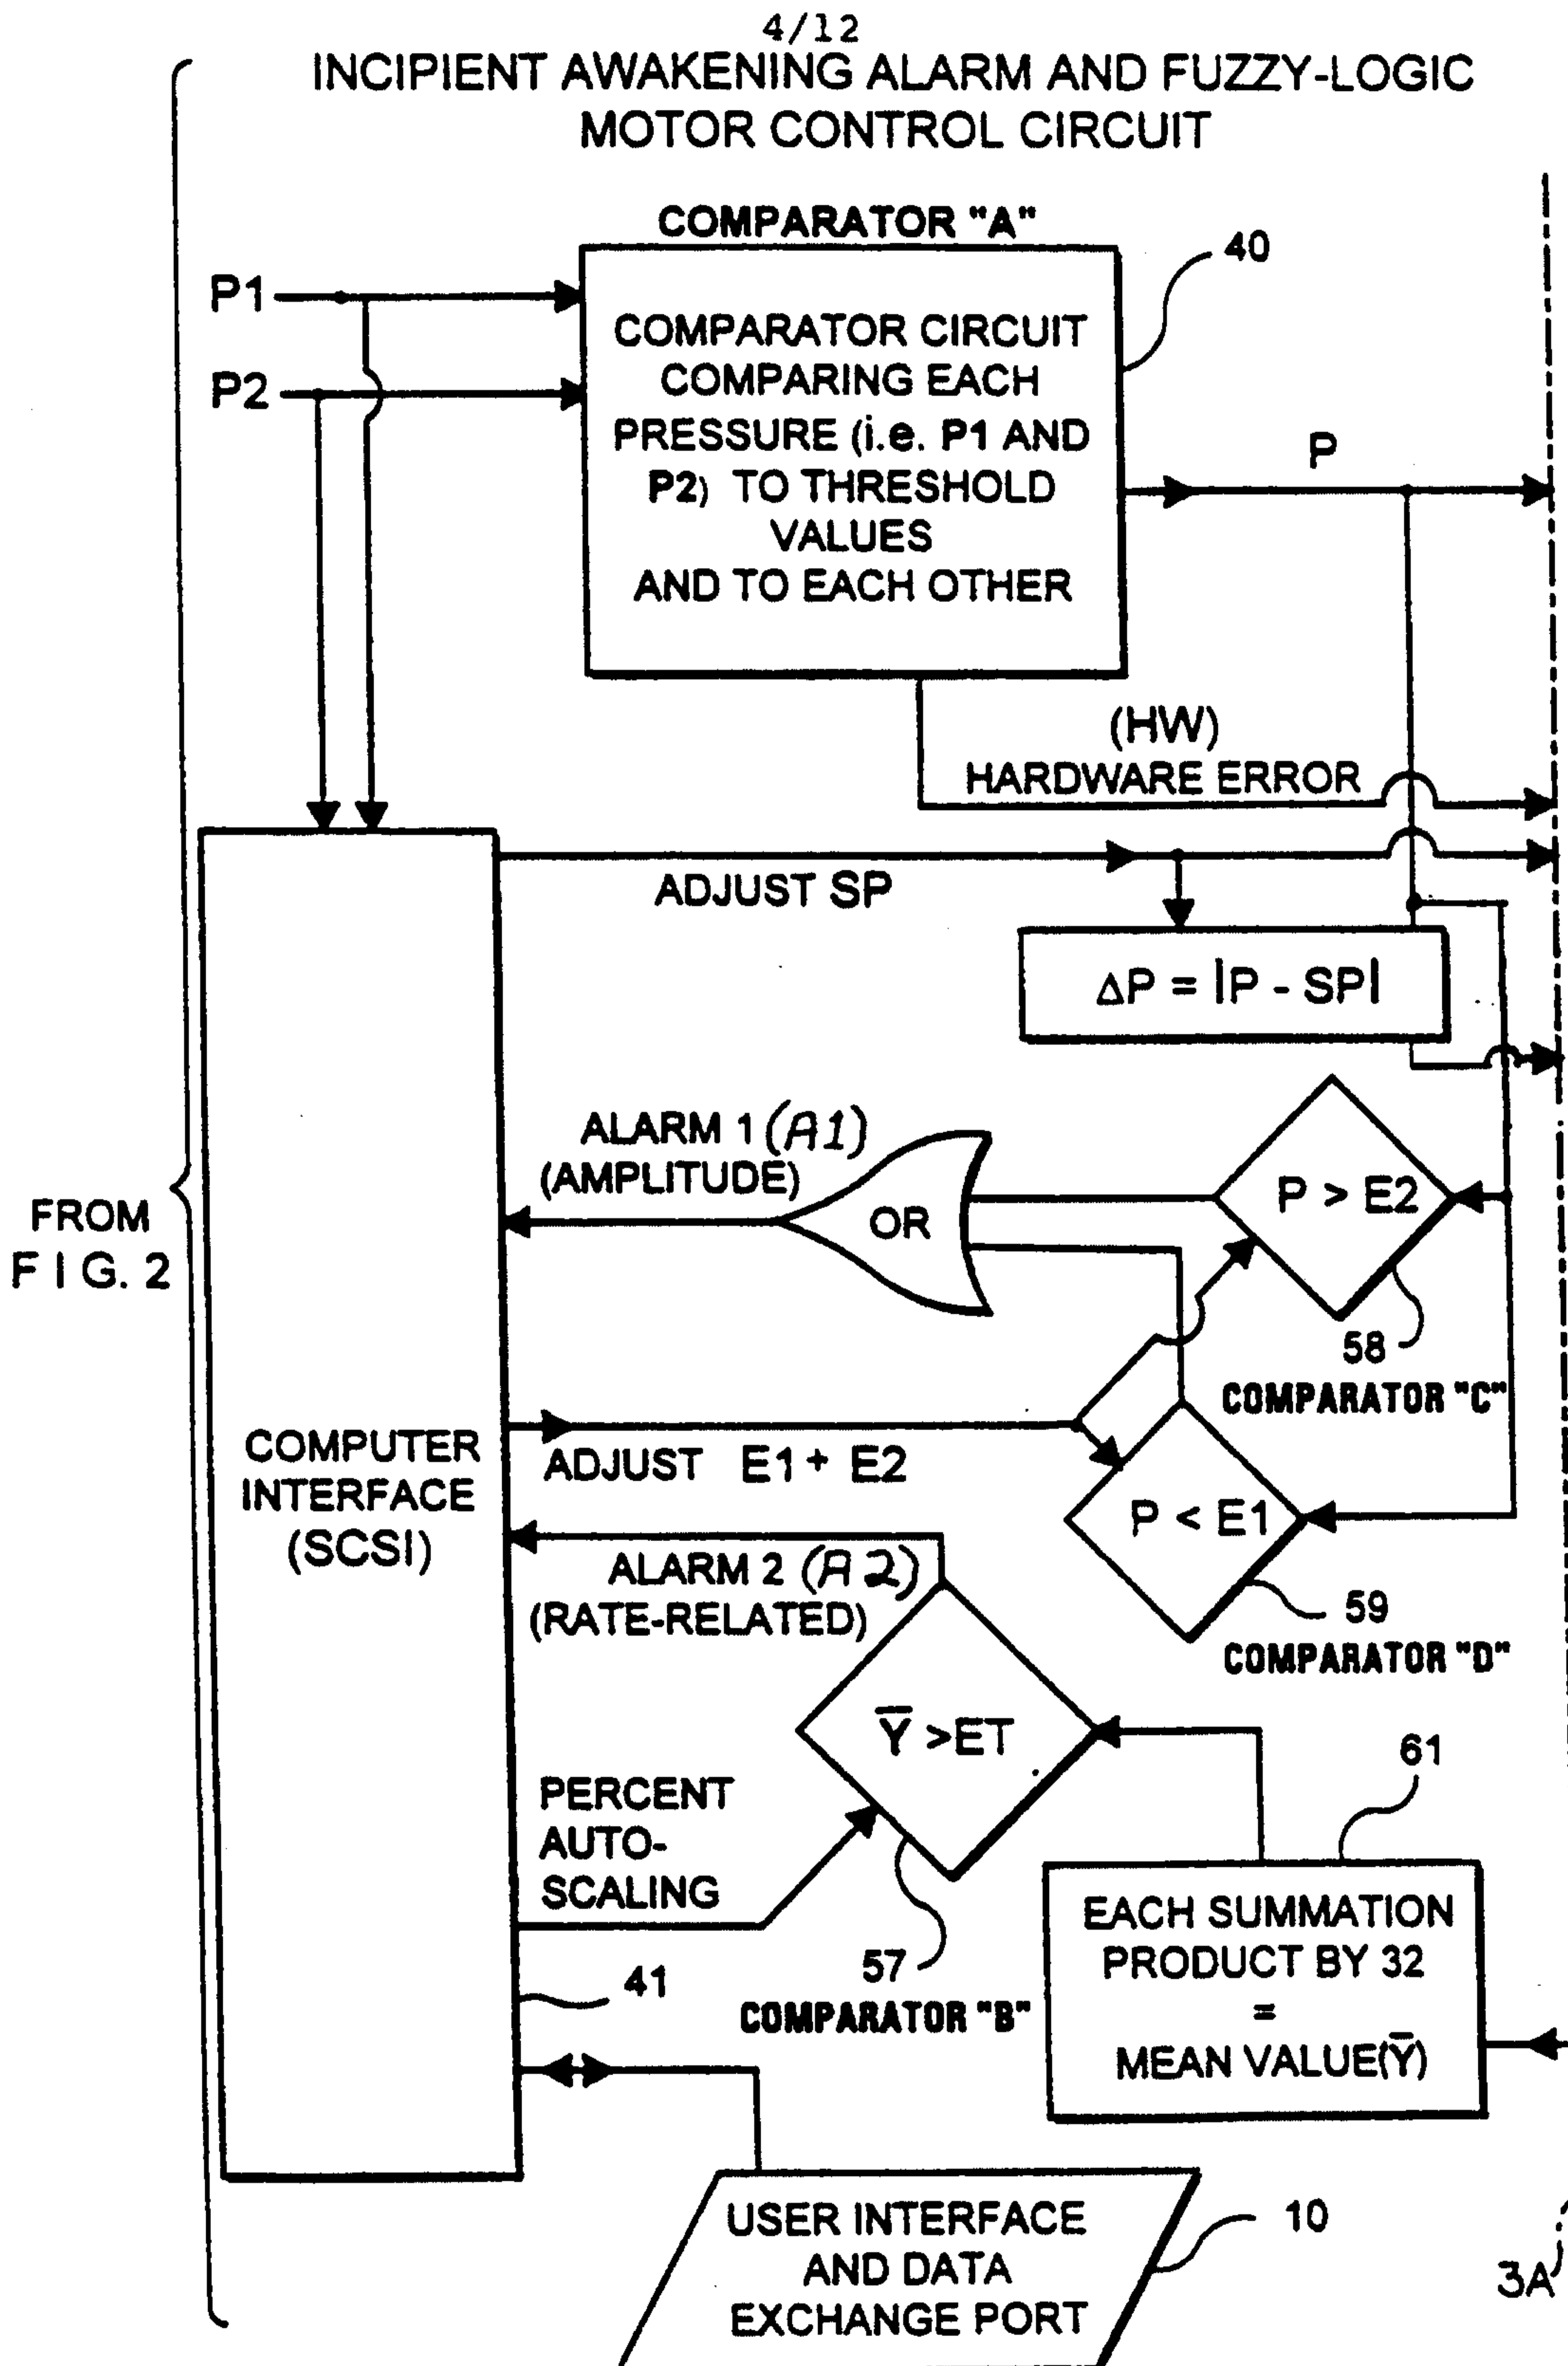 4/12
INCIPIENT AWAKENING ALARM AND FUZZY-LOGIC
MOTOR CONTROL CIRCUIT
COMPARATOR "A"
40
P1
P2
COMPARATOR CIRCUIT
COMPARING EACH
PRESSURE (i.e. P1 AND
P2) TO THRESHOLD
VALUES
AND TO EACH OTHER
P
(HW)
HARDWARE ERROR
ADJUST SP
ΔP = |P - SP|
ALARM 1 (A1)
(AMPLITUDE)
OR
P > E2
58
COMPARATOR "C"
FROM
FIG. 2
COMPUTER
INTERFACE
(SCSI)
ADJUST E1 + E2
P < E1
59
COMPARATOR "D"
ALARM 2 (A2)
(RATE-RELATED)
Y̅ >ET
PERCENT
AUTO-
SCALING
57
COMPARATOR "B"
61
EACH SUMMATION
PRODUCT BY 32
=
MEAN VALUE(Y̅)
41
USER INTERFACE
AND DATA
EXCHANGE PORT
10
3A